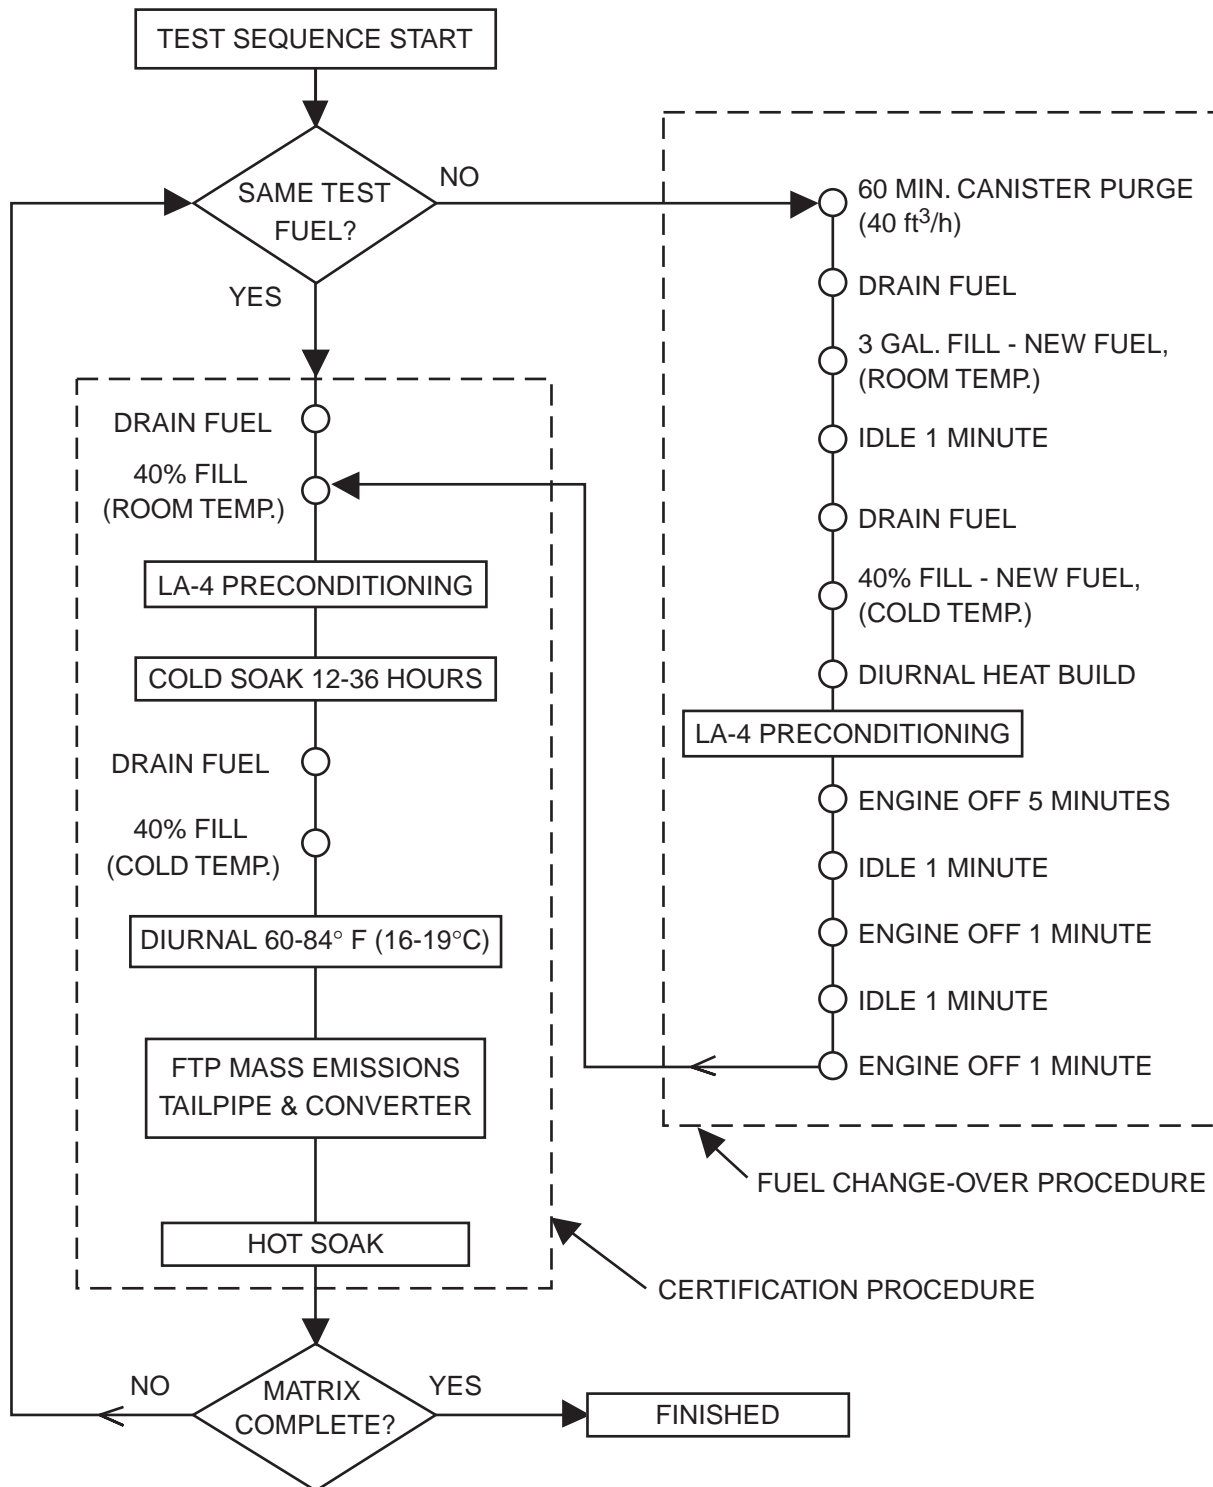 TEST SEQUENCE START
SAME TEST
FUEL?
NO
YES
DRAIN FUEL
40% FILL
(ROOM TEMP.)
LA-4 PRECONDITIONING
COLD SOAK 12-36 HOURS
DRAIN FUEL
40% FILL
(COLD TEMP.)
DIURNAL 60-84° F (16-19°C)
FTP MASS EMISSIONS
TAILPIPE & CONVERTER
HOT SOAK
CERTIFICATION PROCEDURE
MATRIX
COMPLETE?
NO
YES
FINISHED
60 MIN. CANISTER PURGE
(40 ft³/h)
DRAIN FUEL
3 GAL. FILL - NEW FUEL,
(ROOM TEMP.)
IDLE 1 MINUTE
DRAIN FUEL
40% FILL - NEW FUEL,
(COLD TEMP.)
DIURNAL HEAT BUILD
LA-4 PRECONDITIONING
ENGINE OFF 5 MINUTES
IDLE 1 MINUTE
ENGINE OFF 1 MINUTE
IDLE 1 MINUTE
ENGINE OFF 1 MINUTE
FUEL CHANGE-OVER PROCEDURE